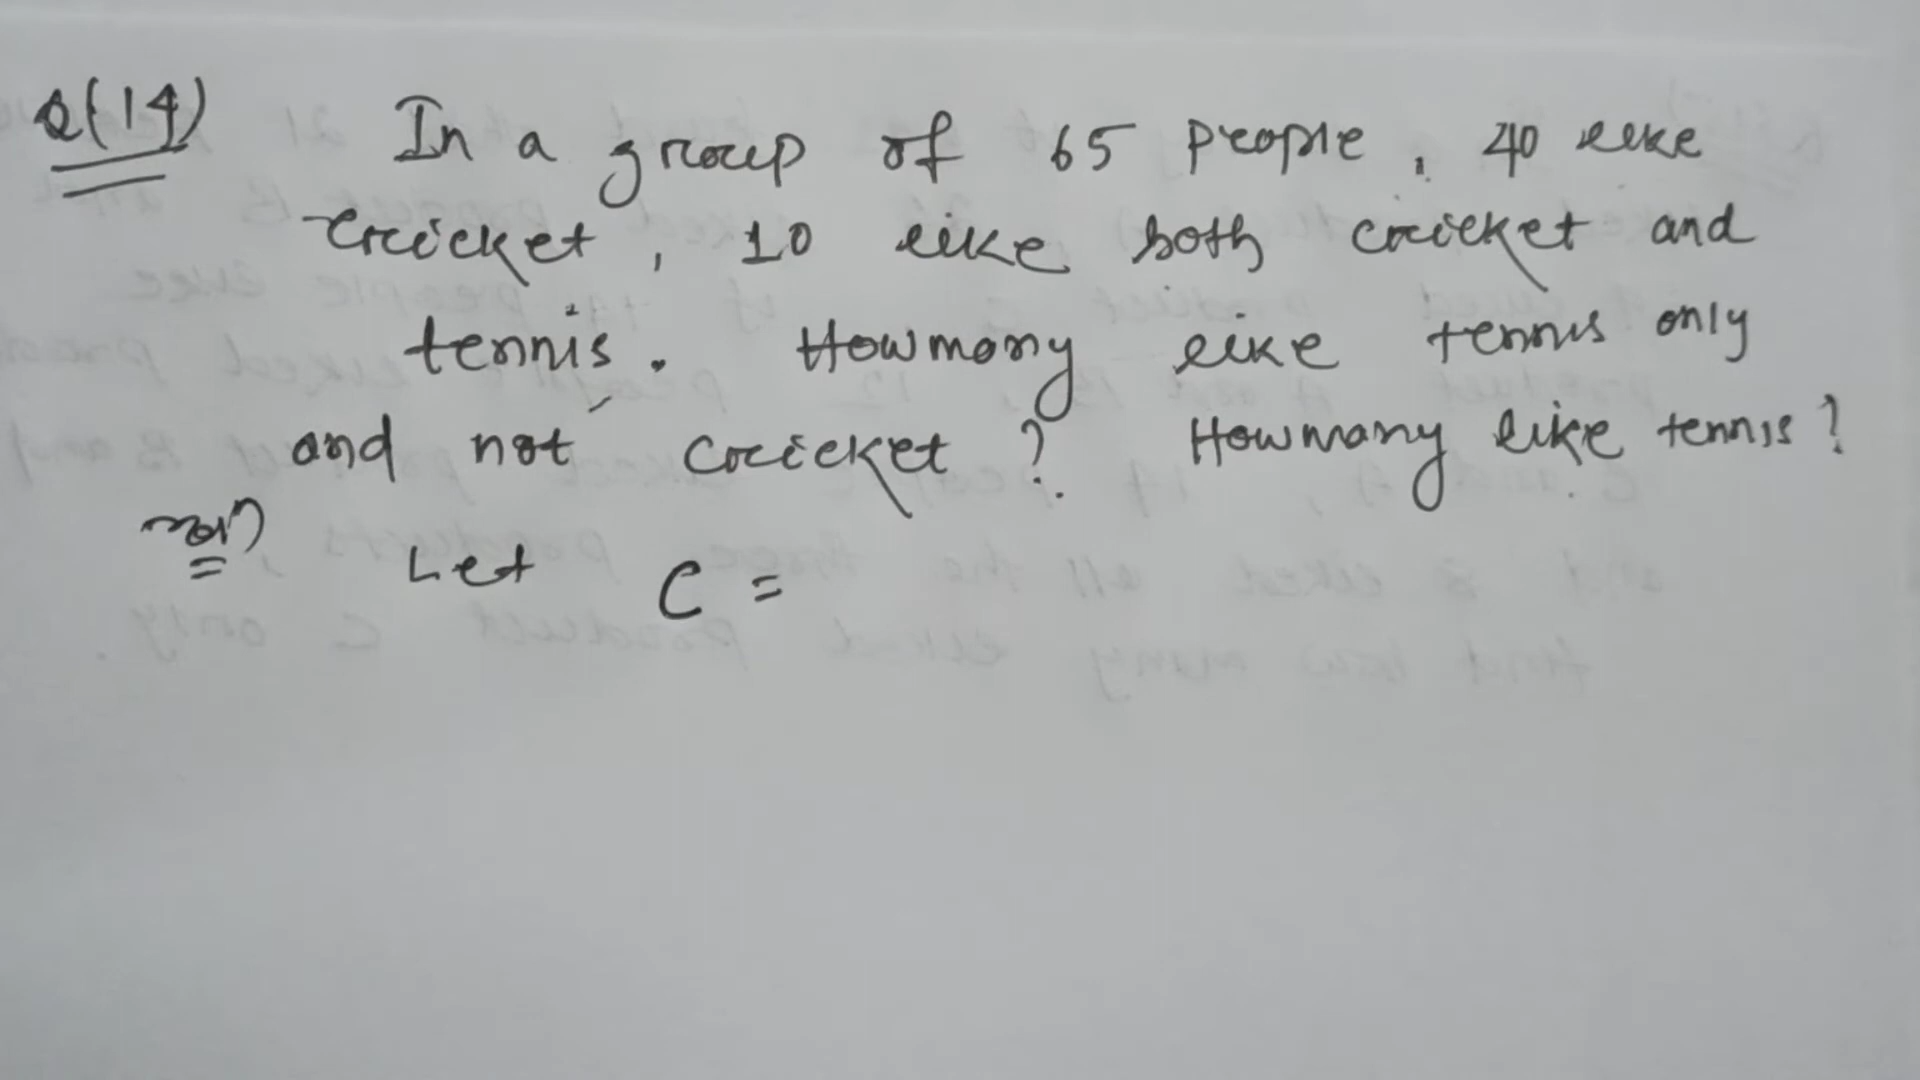 Q(14) In a group of 65 people, 40 like
cricket, 10 like both cricket and
tennis. How many like tennis only
and not cricket? How many like tennis?
Let C =